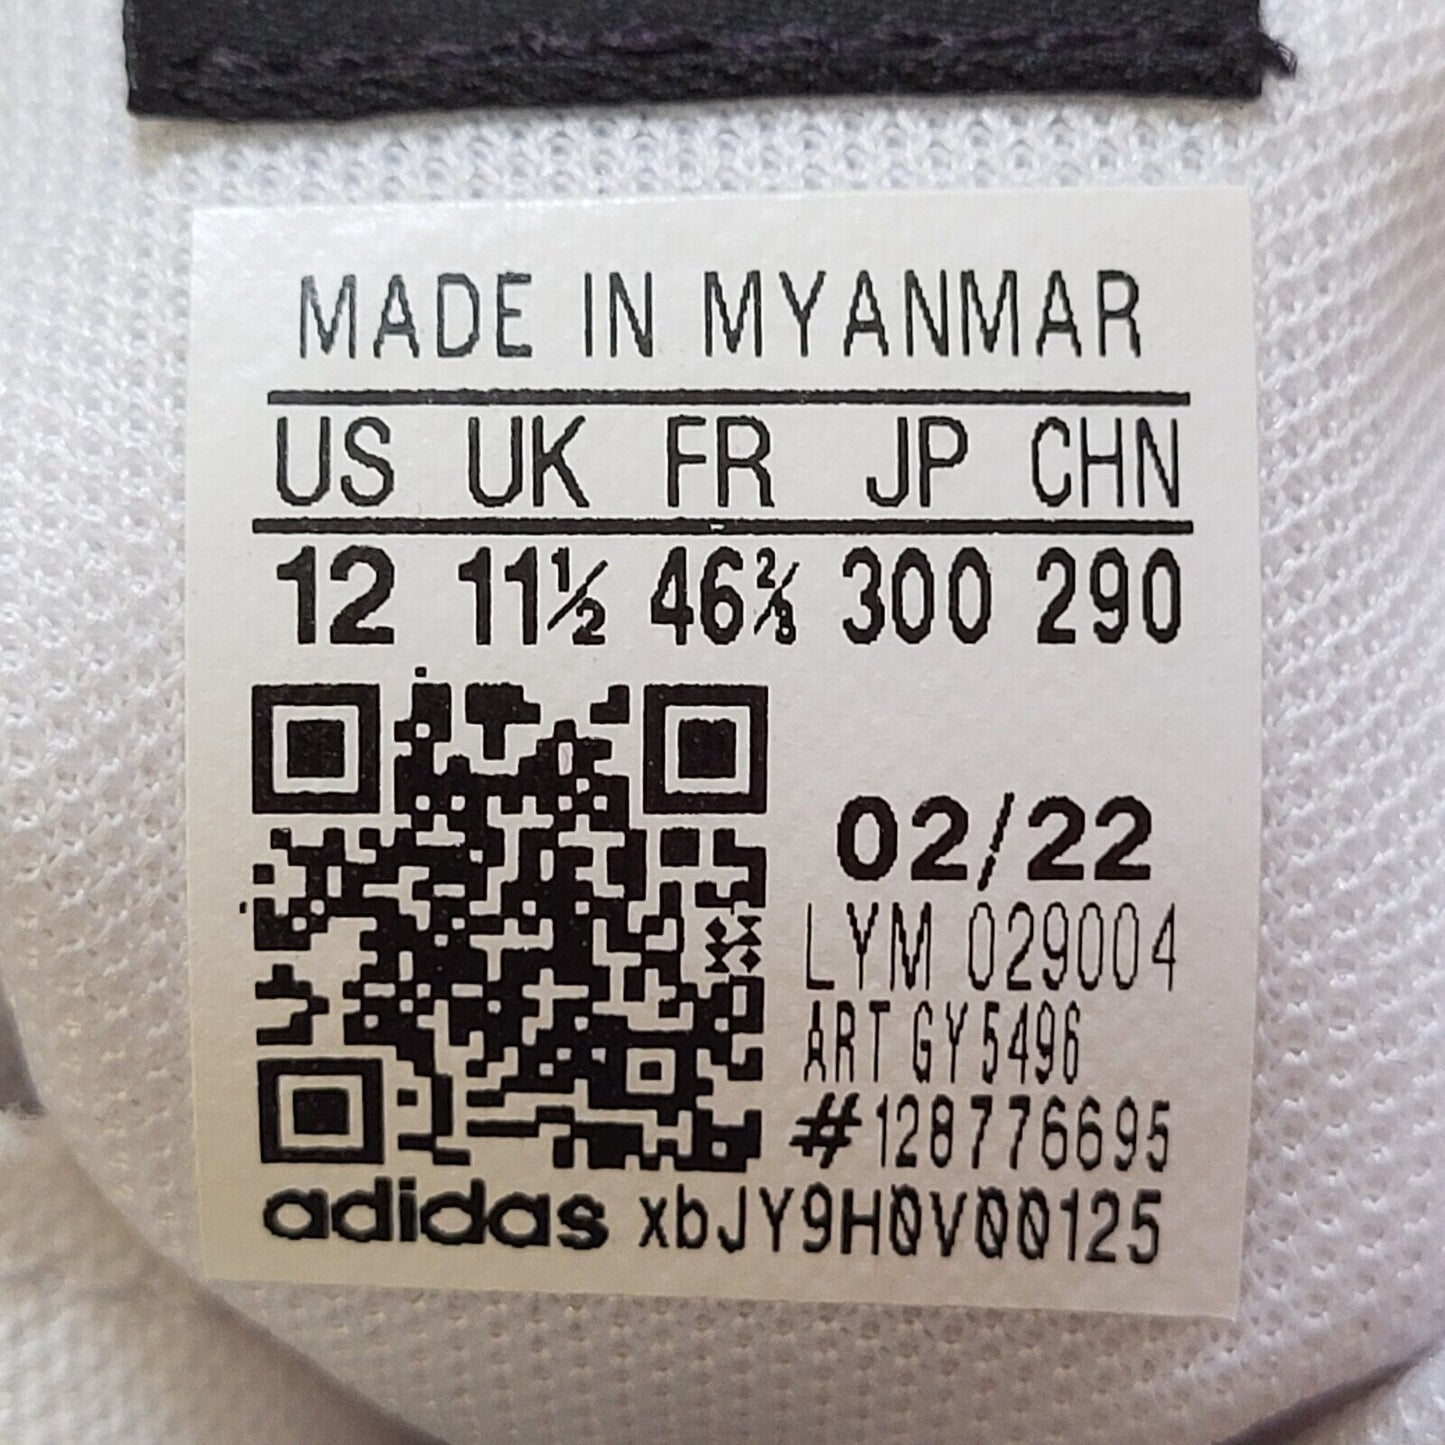 MADE IN MYANMAR
US UK FR JP CHN
12 11½ 46⅔ 300 290
02/22
LYM 029004
ART GY5496
#128776695
adidas xbJY9H0V00125